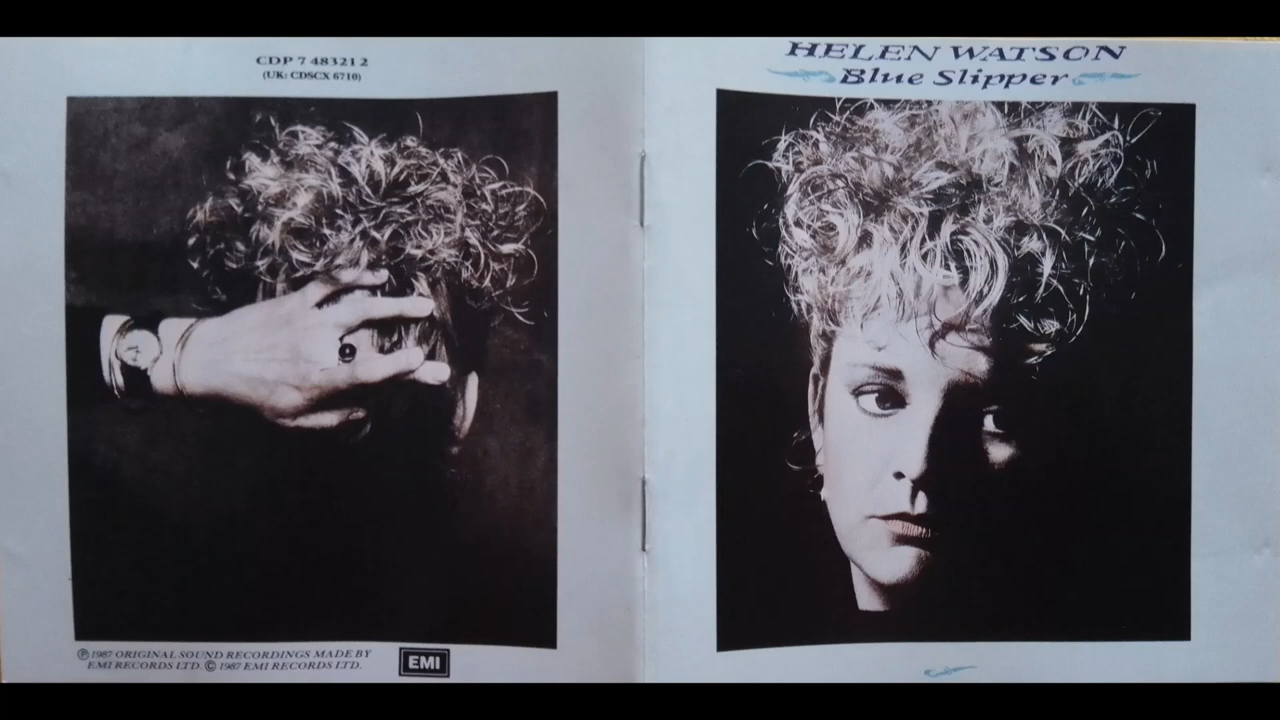 CDP 7 48321 2
(UK: CDSCX 6710)
℗ 1987 ORIGINAL SOUND RECORDINGS MADE BY
EMI RECORDS LTD. © 1987 EMI RECORDS LTD.
EMI
HELEN WATSON
Blue Slipper